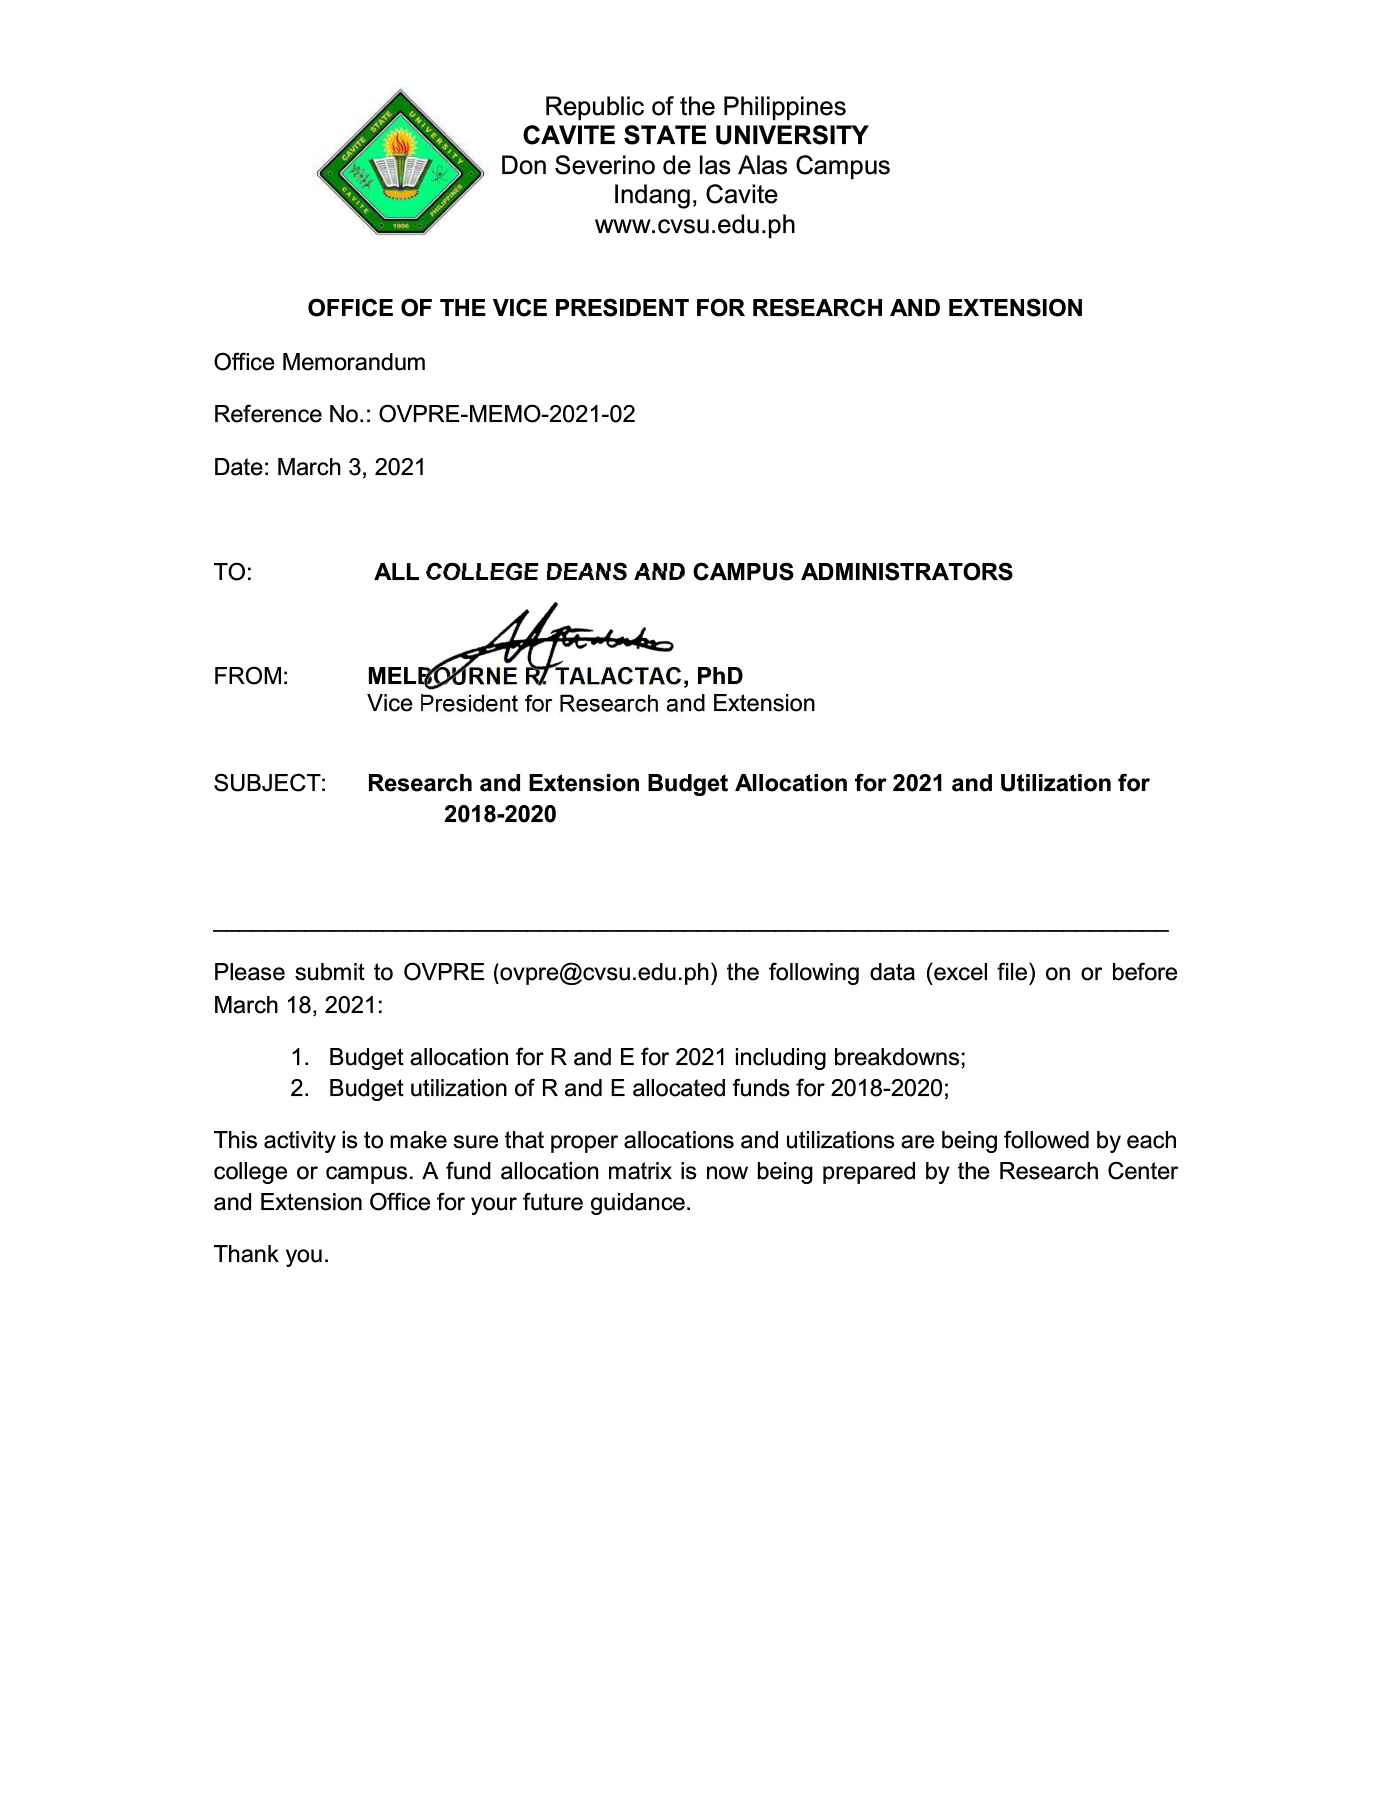 Republic of the Philippines
CAVITE STATE UNIVERSITY
Don Severino de las Alas Campus
Indang, Cavite
www.cvsu.edu.ph
CAVITE STATE UNIVERSITY
CAVITE PHILIPPINES
1906
OFFICE OF THE VICE PRESIDENT FOR RESEARCH AND EXTENSION
Office Memorandum
Reference No.: OVPRE-MEMO-2021-02
Date: March 3, 2021
TO: ALL COLLEGE DEANS AND CAMPUS ADMINISTRATORS
FROM: MELBOURNE R. TALACTAC, PhD
Vice President for Research and Extension
SUBJECT: Research and Extension Budget Allocation for 2021 and Utilization for
2018-2020
Please submit to OVPRE (ovpre@cvsu.edu.ph) the following data (excel file) on or before
March 18, 2021:
1. Budget allocation for R and E for 2021 including breakdowns;
2. Budget utilization of R and E allocated funds for 2018-2020;
This activity is to make sure that proper allocations and utilizations are being followed by each
college or campus. A fund allocation matrix is now being prepared by the Research Center
and Extension Office for your future guidance.
Thank you.